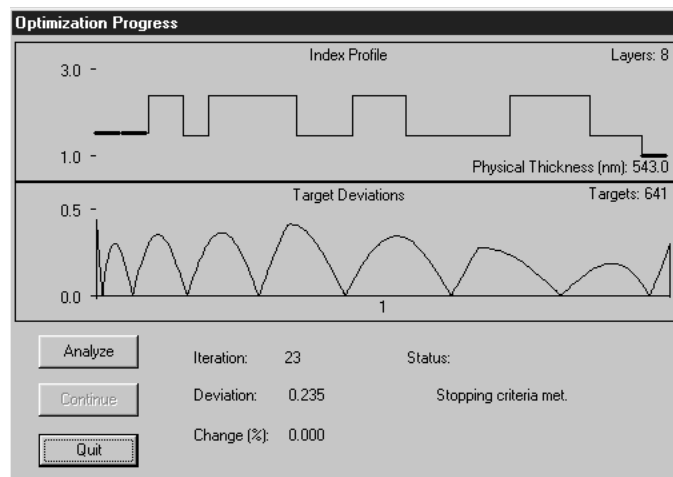 Optimization Progress
Index Profile
Layers: 8
3.0
1.0
Physical Thickness (nm): 543.0
Target Deviations
Targets: 641
0.5
0.0
1
Analyze
Iteration: 23
Status:
Continue
Deviation: 0.235
Stopping criteria met.
Change (%): 0.000
Quit